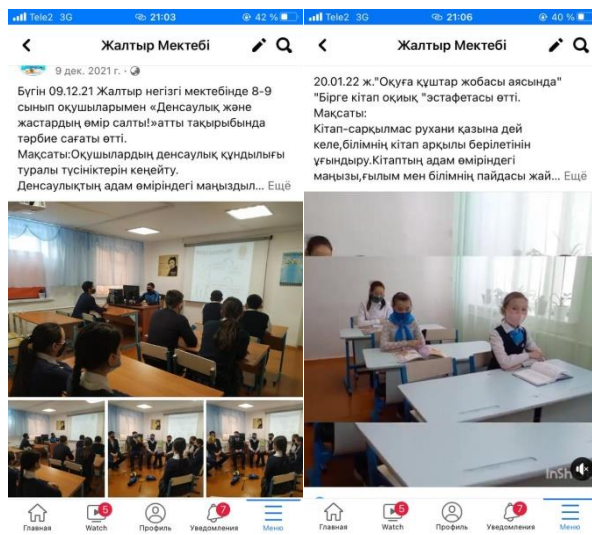 Tele2 3G 21:03 42 %
Жалтыр Мектебі
9 дек. 2021 г. ·
Бүгін 09.12.21 Жалтыр негізгі мектебінде 8-9
сынып оқушыларымен «Денсаулық және
жастардың өмір салты!»атты тақырыбында
тәрбие сағаты өтті.
Мақсаты:Оқушылардың денсаулық құндылығы
туралы түсініктерін кеңейту.
Денсаулықтың адам өміріндегі маңыздыл... Ещё
Главная
Watch
5
Профиль
Уведомления
7
Меню
Tele2 3G 21:06 40 %
Жалтыр Мектебі
20.01.22 ж."Оқуға құштар жобасы аясында"
"Бірге кітап оқиық "эстафетасы өтті.
Мақсаты:
Кітап-сарқылмас рухани қазына дей
келе,білімнің кітап арқылы берілетінін
ұғындыру.Кітаптың адам өміріндегі
маңызы,ғылым мен білімнің пайдасы жай... Ещё
InSh
Главная
Watch
5
Профиль
Уведомления
7
Меню